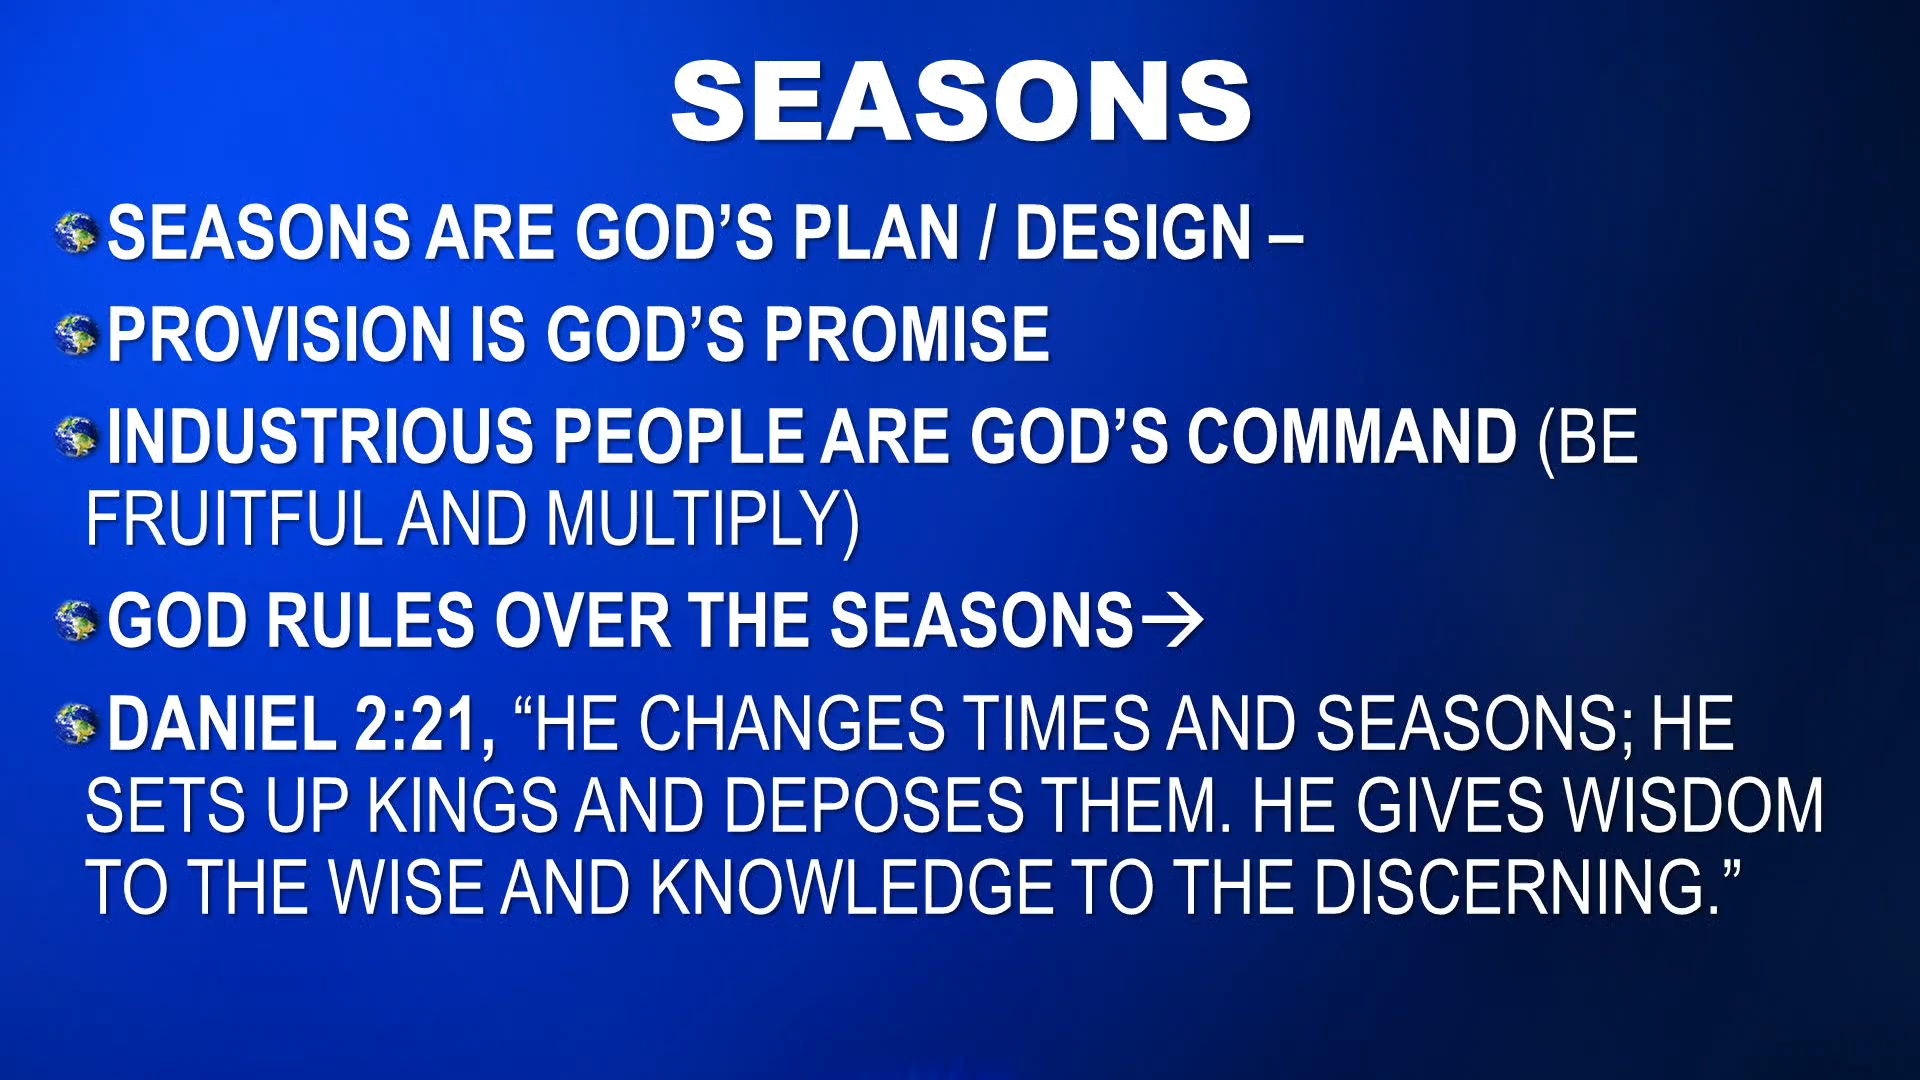 SEASONS
SEASONS ARE GOD’S PLAN / DESIGN –
PROVISION IS GOD’S PROMISE
INDUSTRIOUS PEOPLE ARE GOD’S COMMAND (BE
FRUITFUL AND MULTIPLY)
GOD RULES OVER THE SEASONS→
DANIEL 2:21, “HE CHANGES TIMES AND SEASONS; HE
SETS UP KINGS AND DEPOSES THEM. HE GIVES WISDOM
TO THE WISE AND KNOWLEDGE TO THE DISCERNING.”